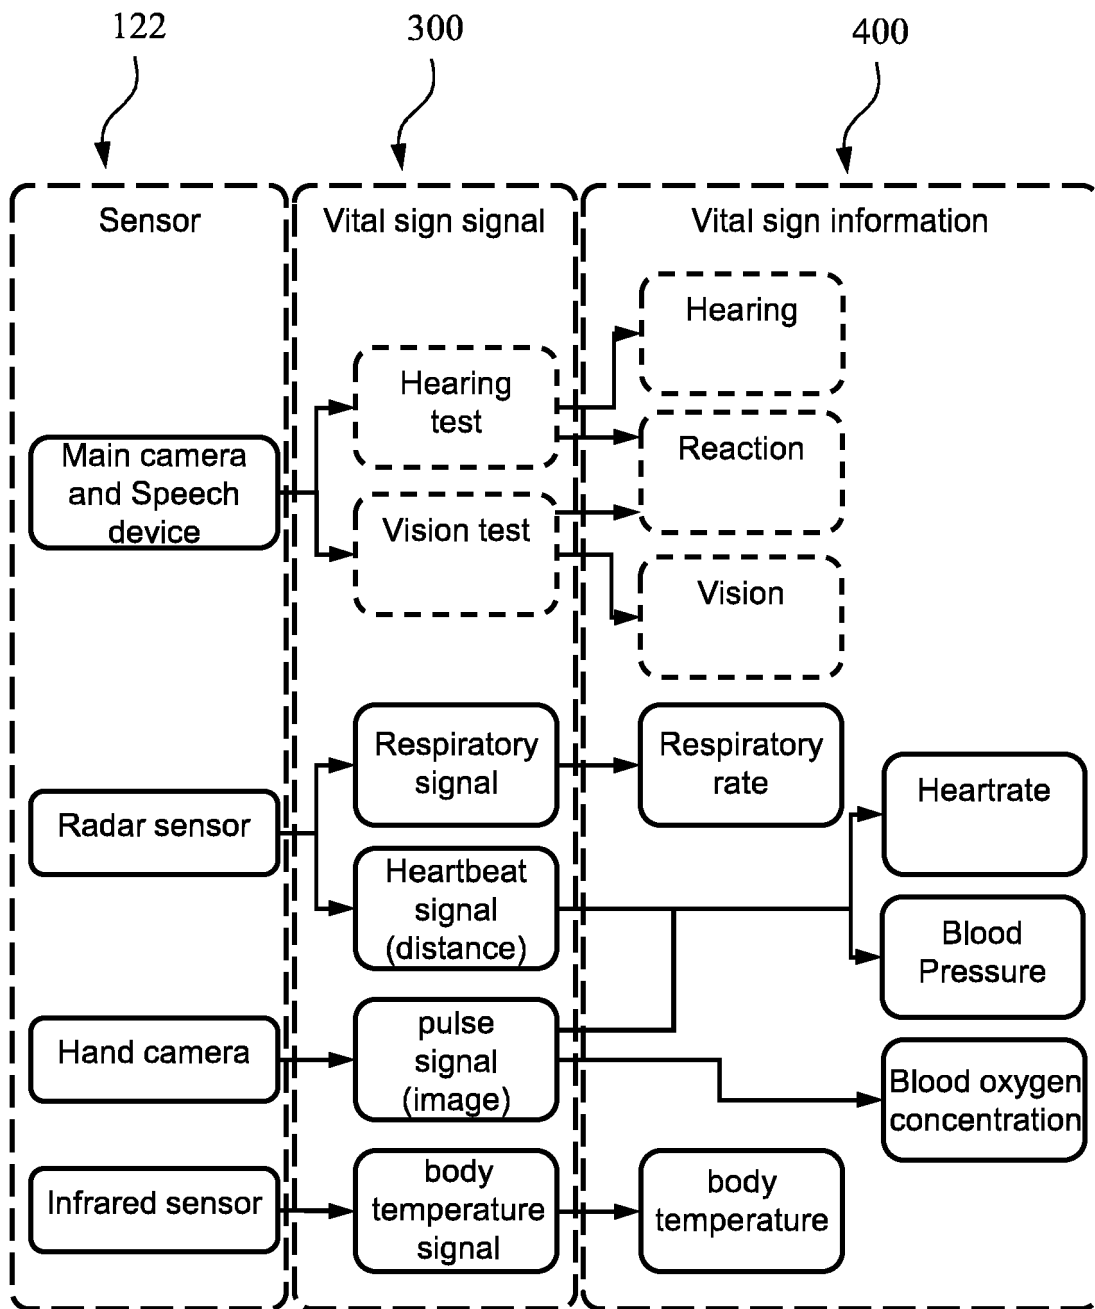 122
300
400
Sensor
Vital sign signal
Vital sign information
Hearing
Hearing
test
Reaction
Main camera
and Speech
device
Vision test
Vision
Respiratory
signal
Respiratory
rate
Heartrate
Radar sensor
Heartbeat
signal
(distance)
Blood
Pressure
Hand camera
pulse
signal
(image)
Blood oxygen
concentration
Infrared sensor
body
temperature
signal
body
temperature